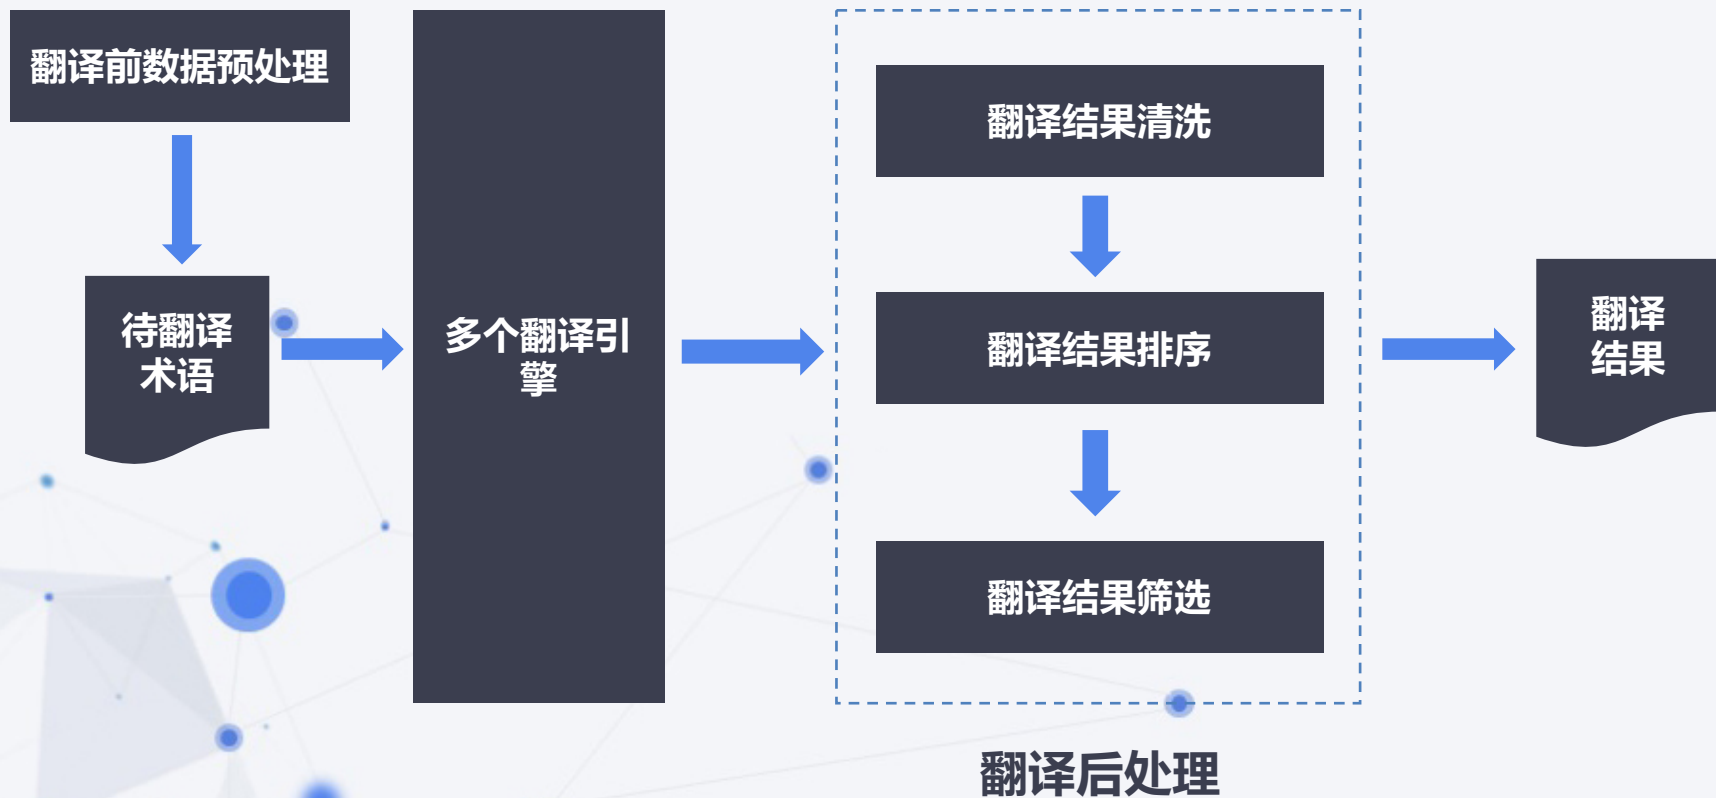 翻译前数据预处理
待翻译
术语
多个翻译引
擎
翻译结果清洗
翻译结果排序
翻译结果筛选
翻译后处理
翻译
结果